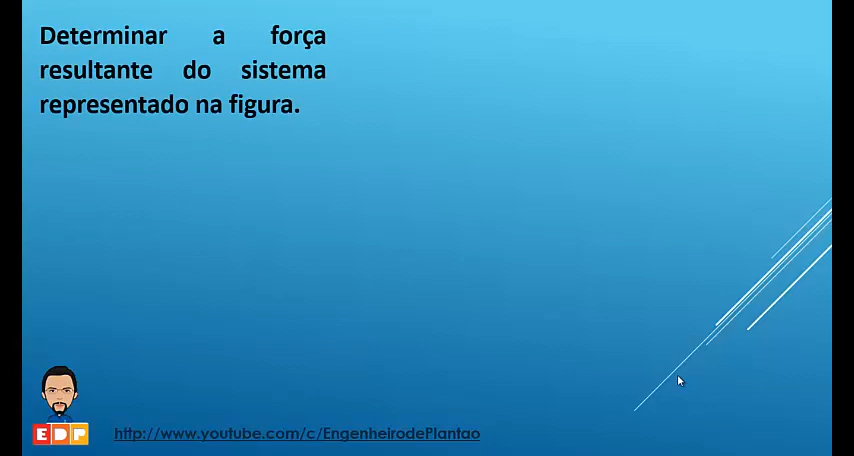 Determinar a força
resultante do sistema
representado na figura.
EDP
http://www.youtube.com/c/EngenheirodePlantao